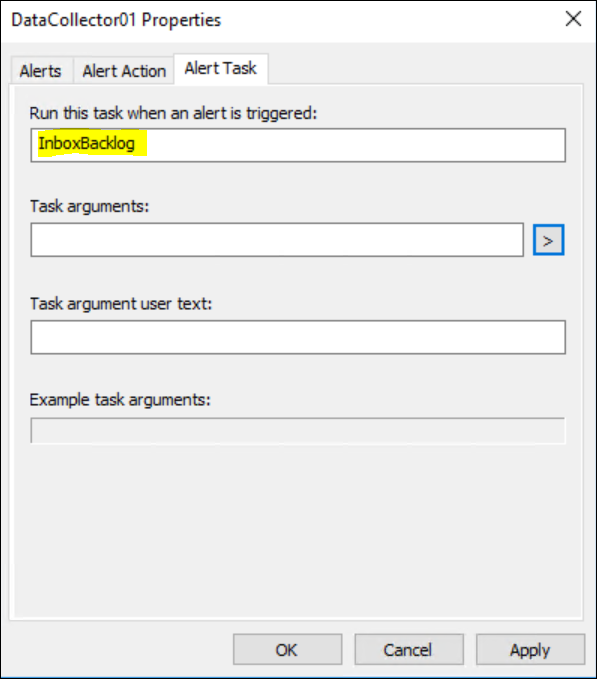 DataCollector01 Properties
Alerts Alert Action Alert Task
Run this task when an alert is triggered:
InboxBacklog
Task arguments:
>
Task argument user text:
Example task arguments:
OK Cancel Apply